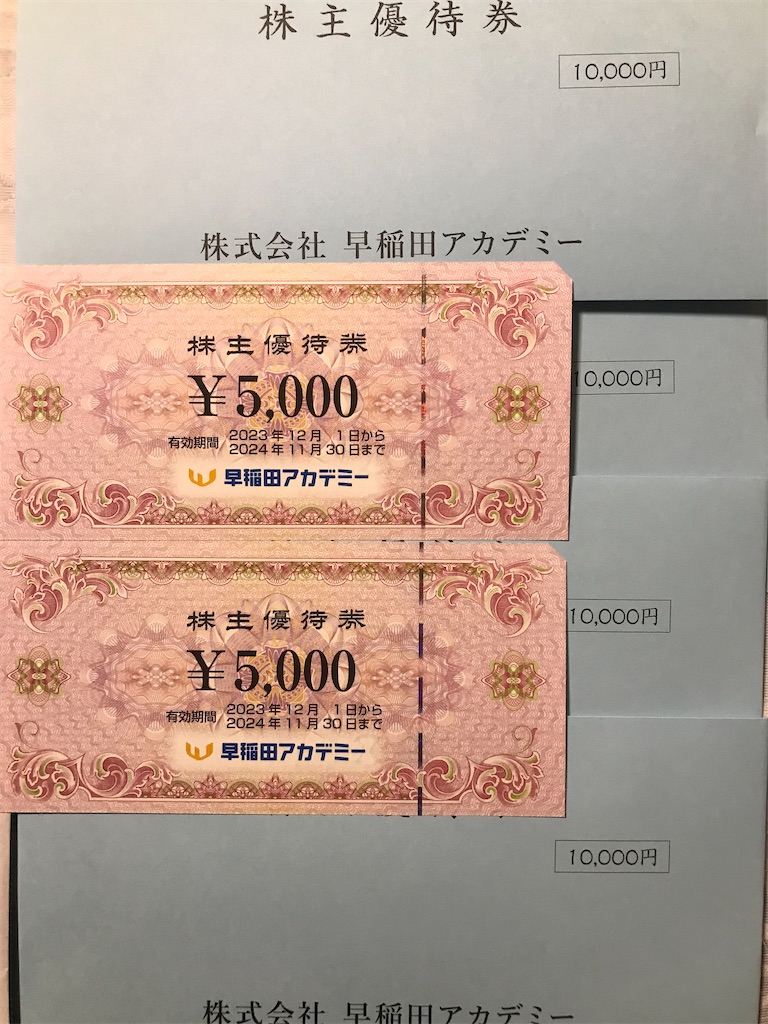 株主優待券
10,000円
株式会社 早稲田アカデミー
株主優待券
¥5,000
有効期間 2023年12月 1日から
2024年11月30日まで
早稲田アカデミー
10,000円
株主優待券
¥5,000
有効期間 2023年12月 1日から
2024年11月30日まで
早稲田アカデミー
10,000円
10,000円
株式会社 早稲田アカデミー